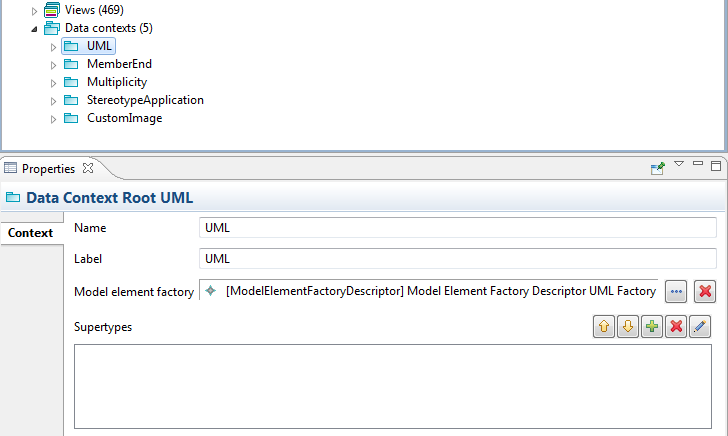 Views (469)
Data contexts (5)
UML
MemberEnd
Multiplicity
StereotypeApplication
CustomImage
Properties
Data Context Root UML
Context
Name
UML
Label
UML
Model element factory
[ModelElementFactoryDescriptor] Model Element Factory Descriptor UML Factory
Supertypes